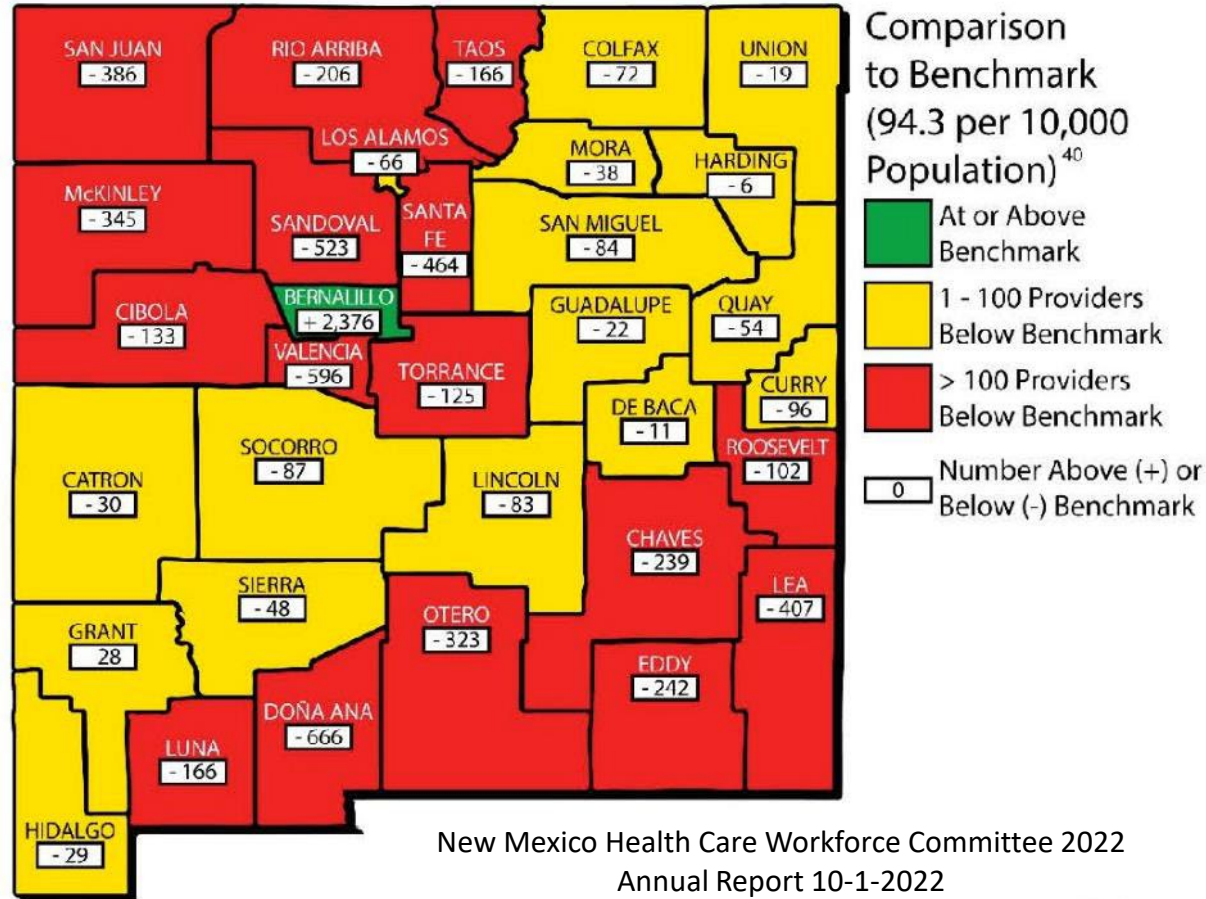 SAN JUAN
- 386
RIO ARRIBA
- 206
TAOS
- 166
COLFAX
- 72
UNION
- 19
LOS ALAMOS
- 66
MORA
- 38
HARDING
- 6
McKINLEY
- 345
SANDOVAL
- 523
SANTA
FE
- 464
SAN MIGUEL
- 84
BERNALILLO
+ 2,376
CIBOLA
- 133
GUADALUPE
- 22
QUAY
- 54
VALENCIA
- 596
TORRANCE
- 125
CURRY
- 96
DE BACA
- 11
ROOSEVELT
- 102
SOCORRO
- 87
CATRON
- 30
LINCOLN
- 83
CHAVES
- 239
LEA
- 407
SIERRA
- 48
OTERO
- 323
GRANT
28
EDDY
- 242
DOÑA ANA
- 666
LUNA
- 166
HIDALGO
- 29
Comparison
to Benchmark
(94.3 per 10,000
Population) 40
At or Above
Benchmark
1 - 100 Providers
Below Benchmark
> 100 Providers
Below Benchmark
0
Number Above (+) or
Below (-) Benchmark
New Mexico Health Care Workforce Committee 2022
Annual Report 10-1-2022